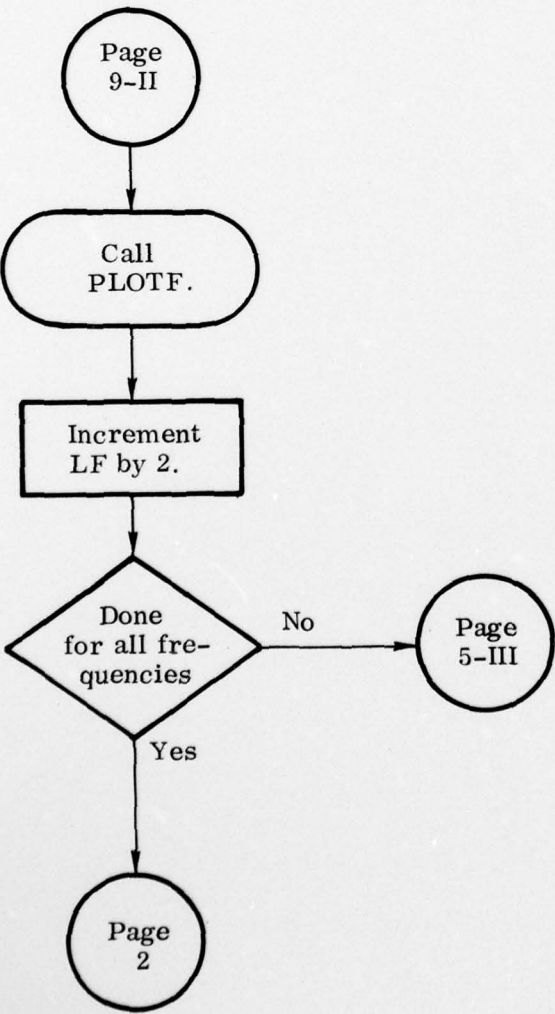 Page
9-II
Call
PLOTF.
Increment
LF by 2.
Done
for all fre-
quencies
No
Page
5-III
Yes
Page
2